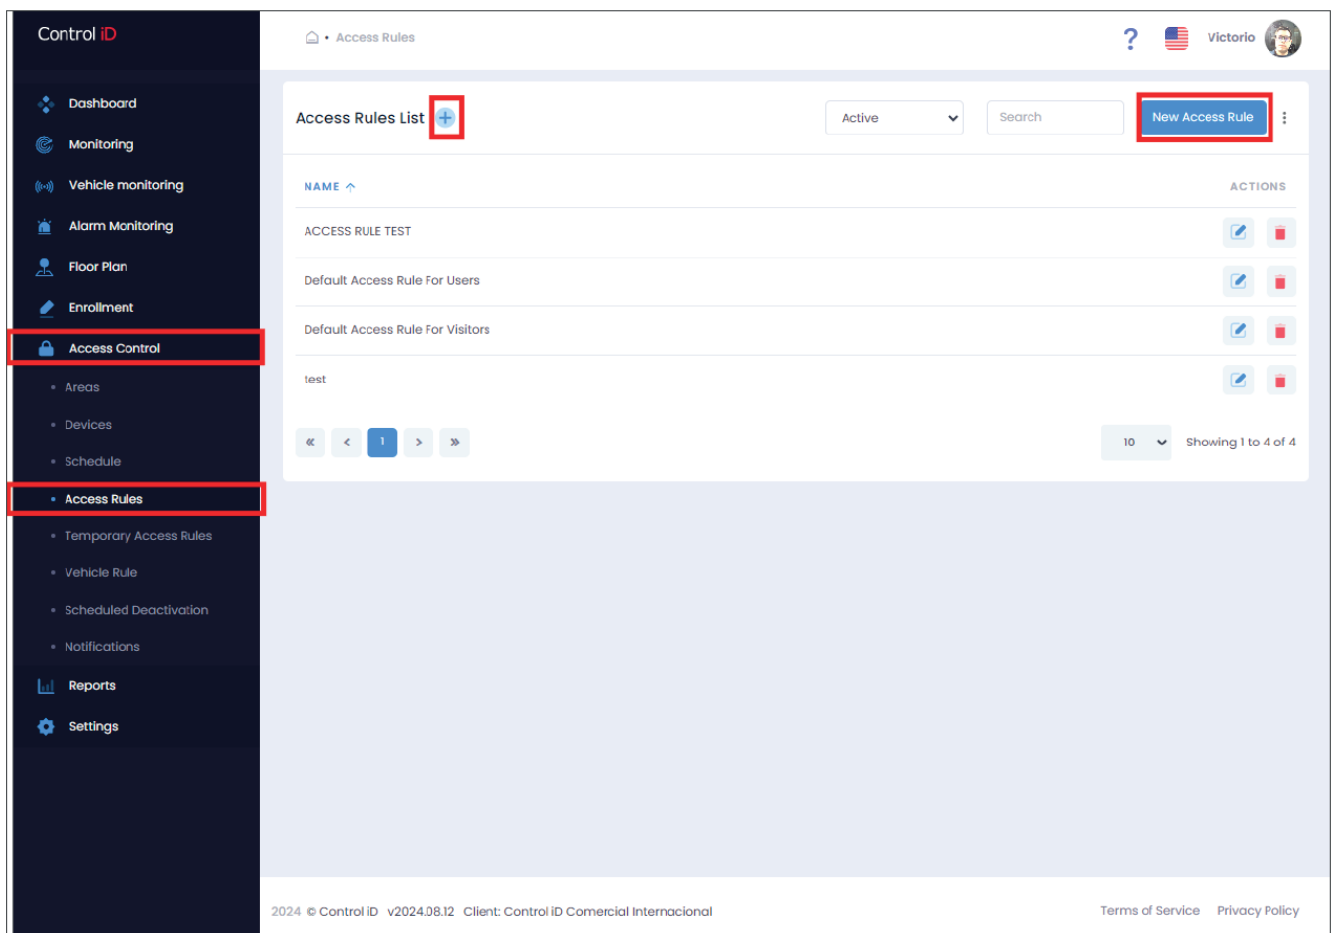 Control iD
• Access Rules
?
Victorio
Dashboard
Monitoring
Vehicle monitoring
Alarm Monitoring
Floor Plan
Enrollment
Access Control
Areas
Devices
Schedule
Access Rules
Temporary Access Rules
Vehicle Rule
Scheduled Deactivation
Notifications
Reports
Settings
Access Rules List +
Active
Search
New Access Rule
NAME ↑
ACTIONS
ACCESS RULE TEST
Default Access Rule For Users
Default Access Rule For Visitors
test
« < 1 > »
10
Showing 1 to 4 of 4
2024 © Control iD v2024.08.12 Client: Control iD Comercial Internacional
Terms of Service Privacy Policy